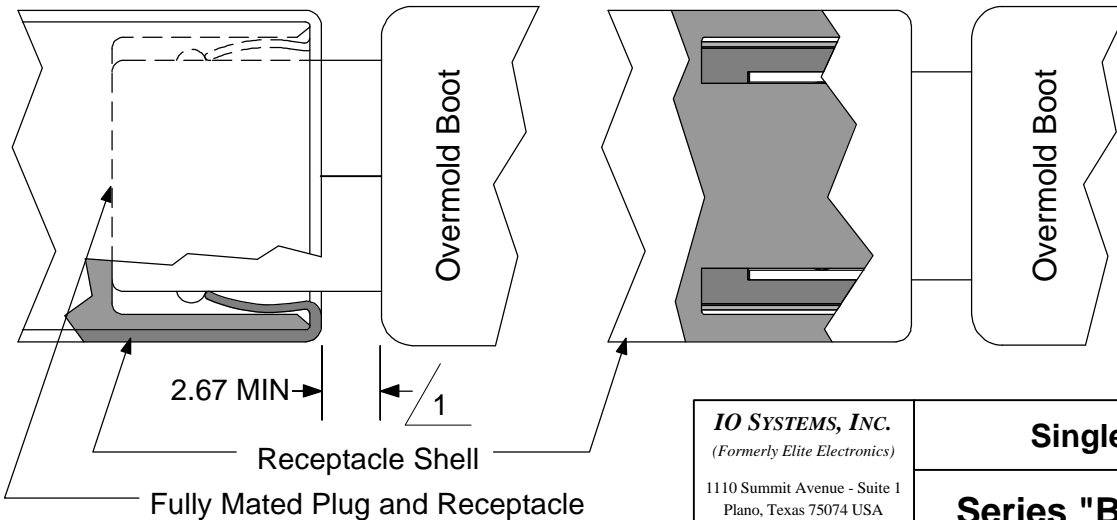 Overmold Boot
Overmold Boot
2.67 MIN
1
Receptacle Shell
Fully Mated Plug and Receptacle
IO SYSTEMS, INC.
(Formerly Elite Electronics)
1110 Summit Avenue - Suite 1
Plano, Texas 75074 USA
Single
Series "B